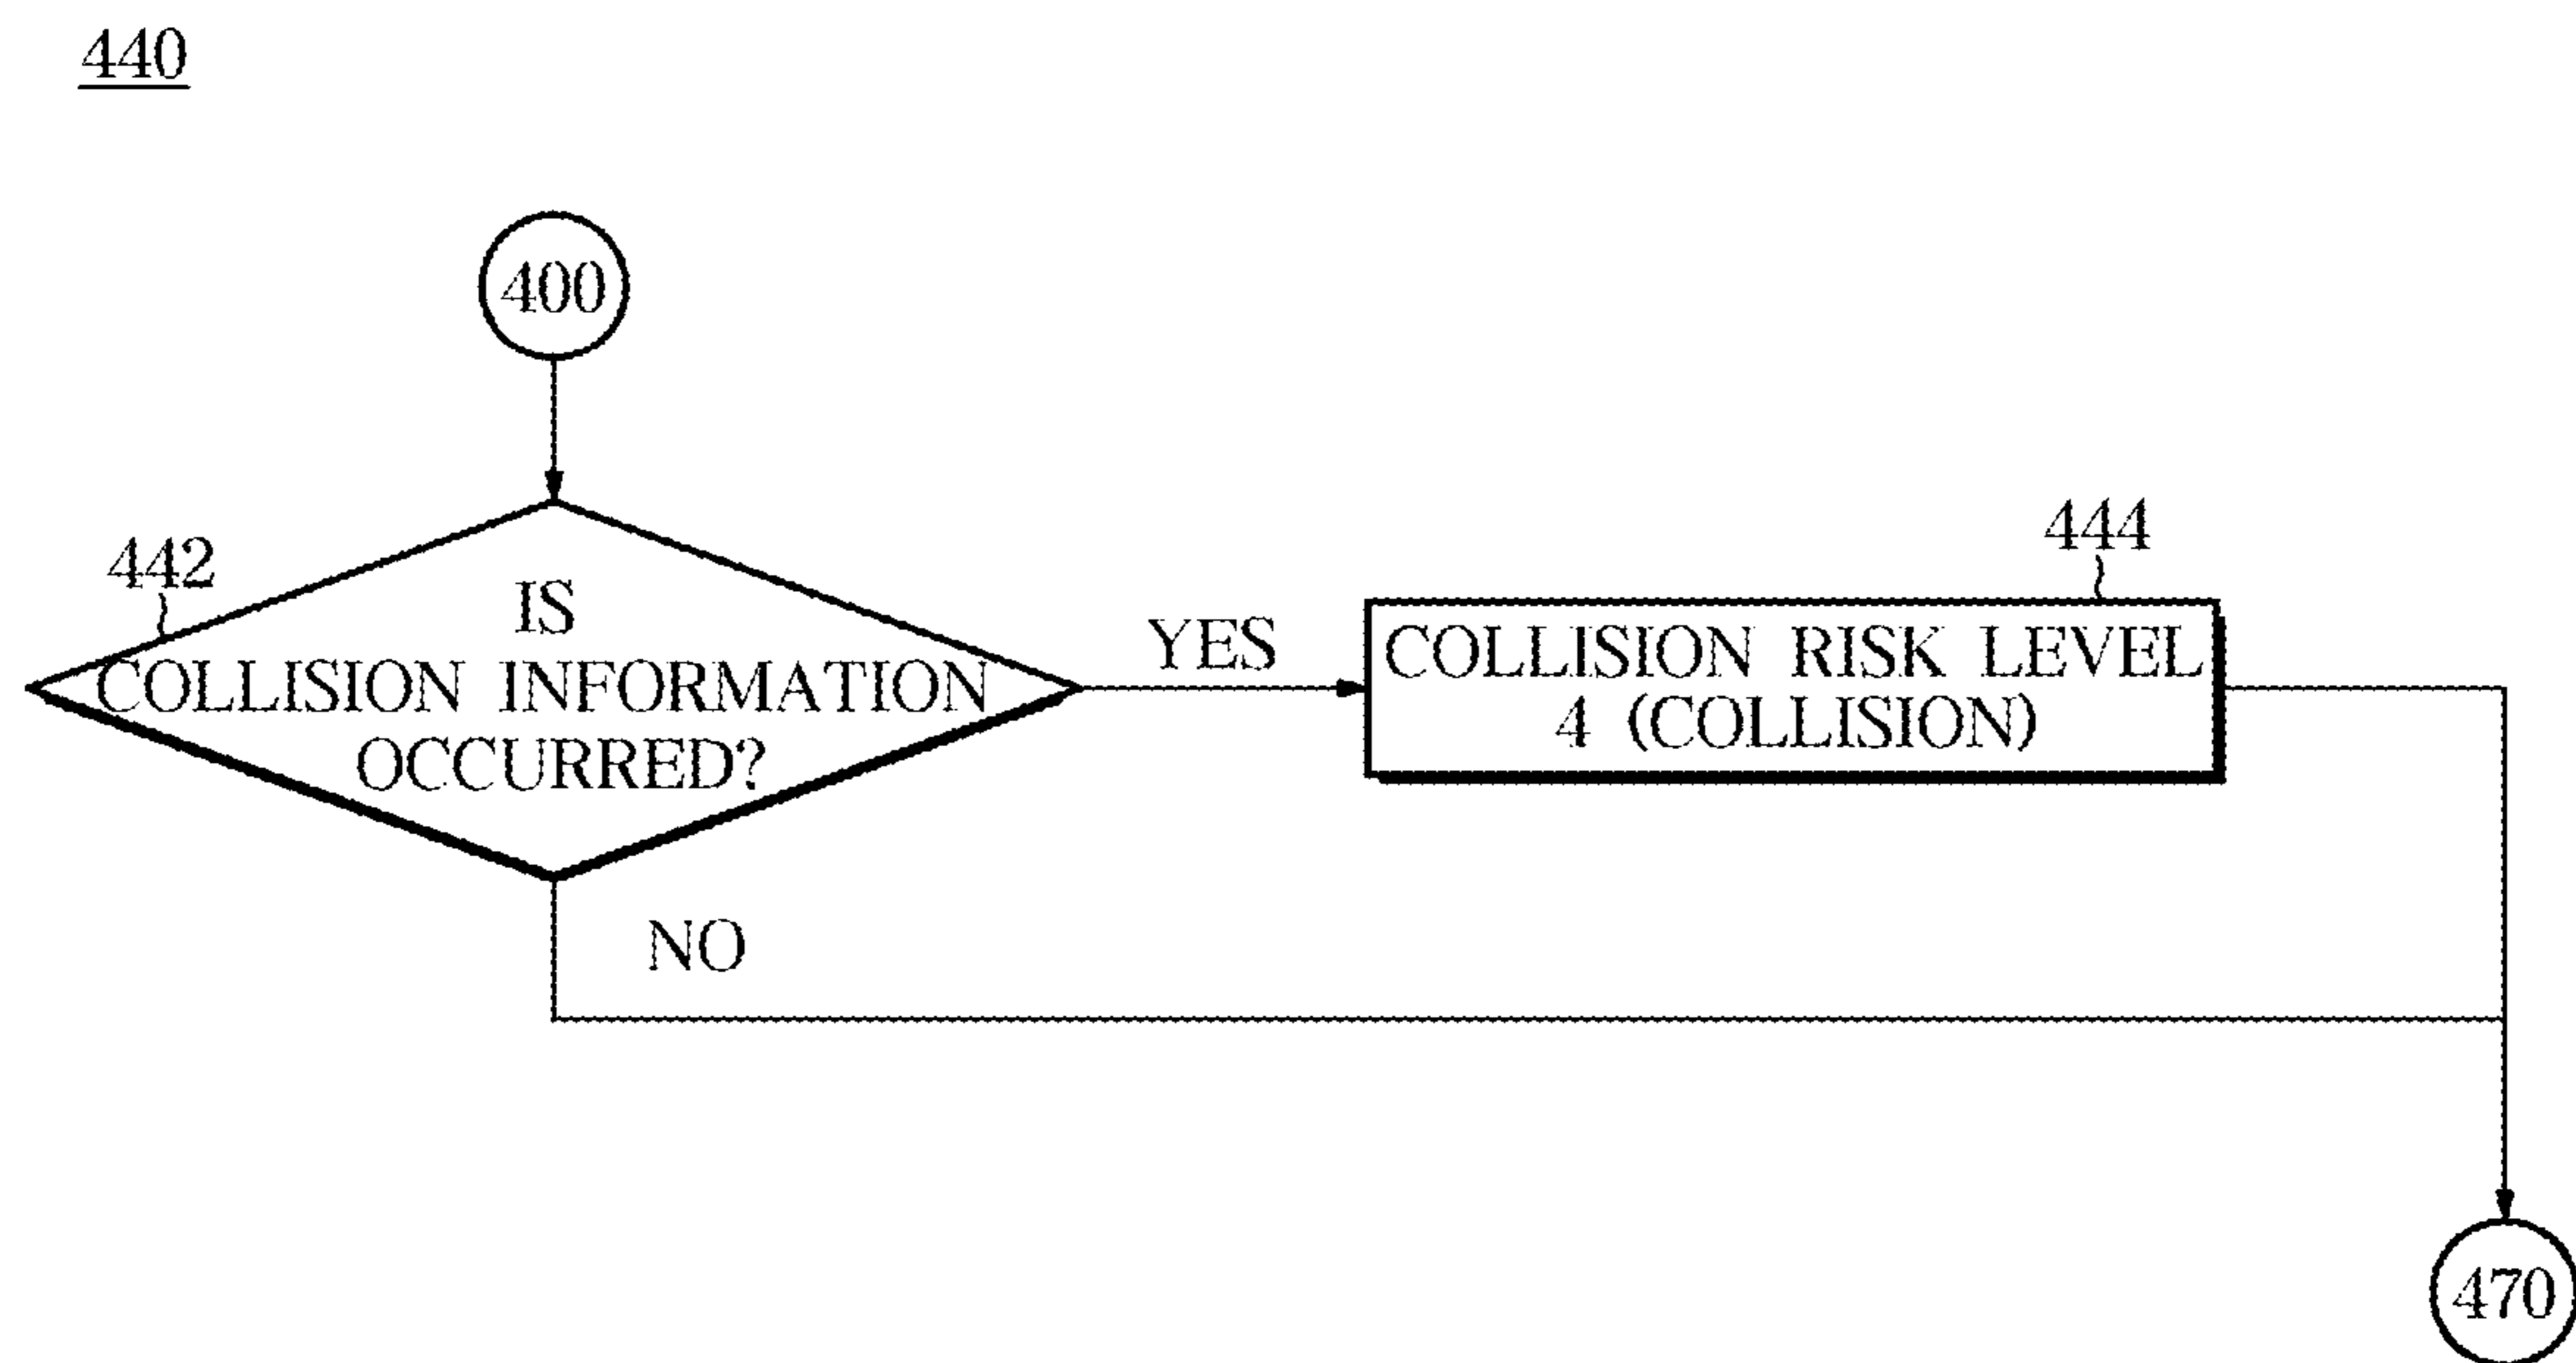 440
400
442
IS
COLLISION INFORMATION
OCCURRED?
YES
444
COLLISION RISK LEVEL
4 (COLLISION)
NO
470